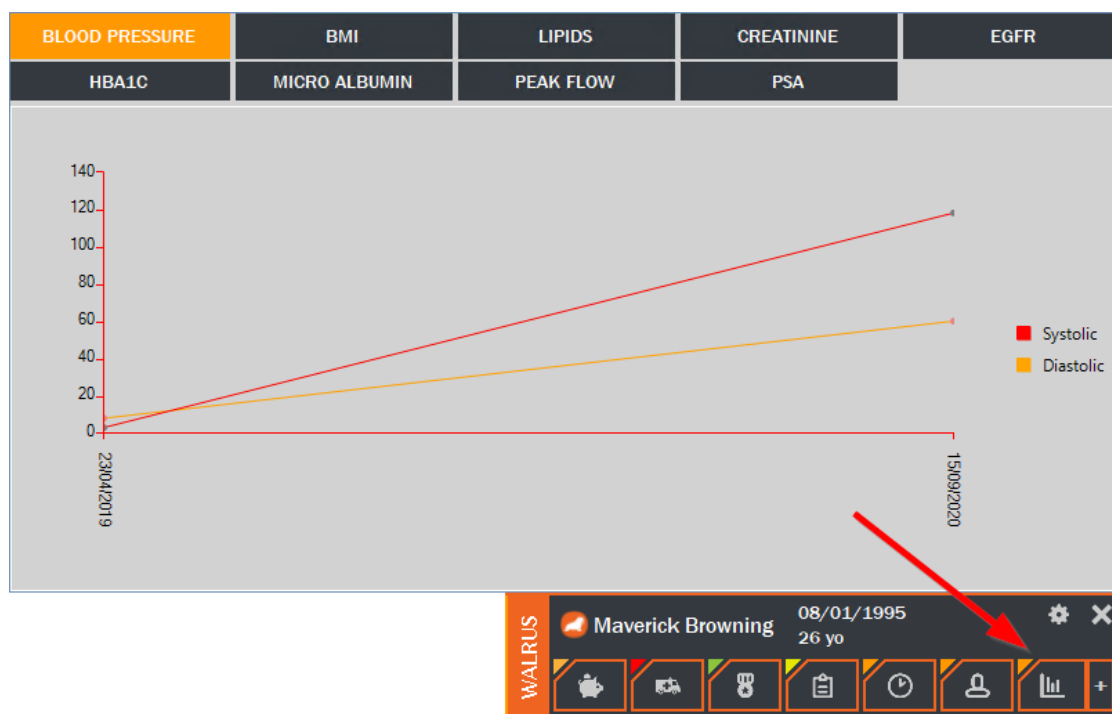 BLOOD PRESSURE BMI LIPIDS CREATININE EGFR
HBA1C MICRO ALBUMIN PEAK FLOW PSA
140
120
100
80
60
40
20
0
Systolic
Diastolic
23/04/2019 15/09/2020
WALRUS
Maverick Browning
08/01/1995
26 yo
+